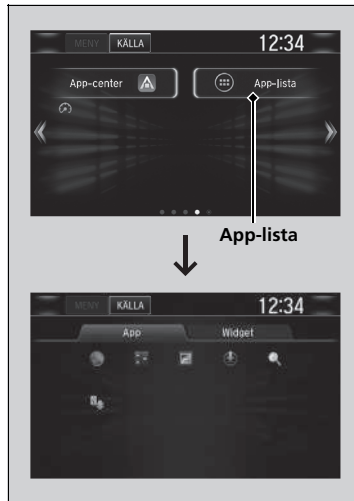 MENY KÄLLA 12:34
App-center App-lista
App-lista
MENY KÄLLA 12:34
App Widget